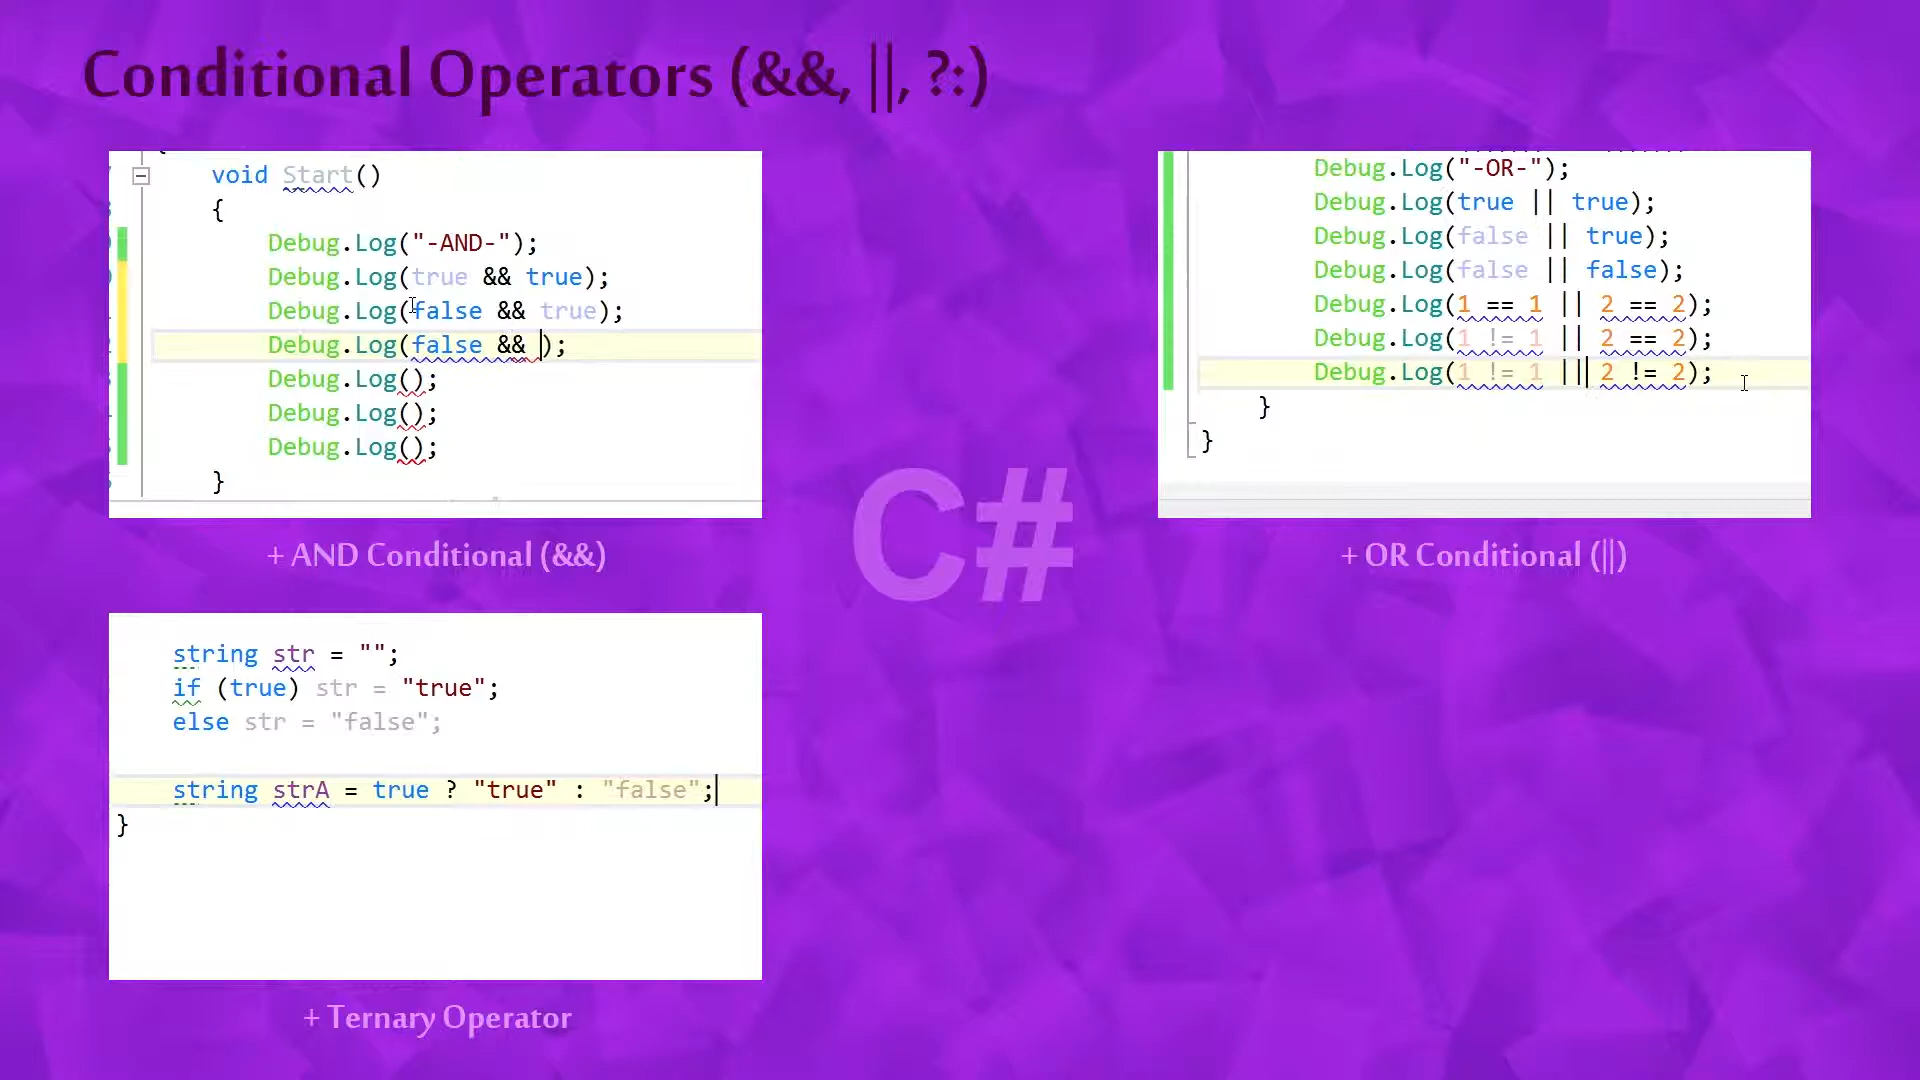 Conditional Operators (&&, ||, ?:)
void Start()
{
Debug.Log("-AND-");
Debug.Log(true && true);
Debug.Log(false && true);
Debug.Log(false && );
Debug.Log();
Debug.Log();
Debug.Log();
}
+ AND Conditional (&&)
Debug.Log("-OR-");
Debug.Log(true || true);
Debug.Log(false || true);
Debug.Log(false || false);
Debug.Log(1 == 1 || 2 == 2);
Debug.Log(1 != 1 || 2 == 2);
Debug.Log(1 != 1 || 2 != 2);
}
}
+ OR Conditional (||)
C#
string str = "";
if (true) str = "true";
else str = "false";
string strA = true ? "true" : "false";
}
+ Ternary Operator